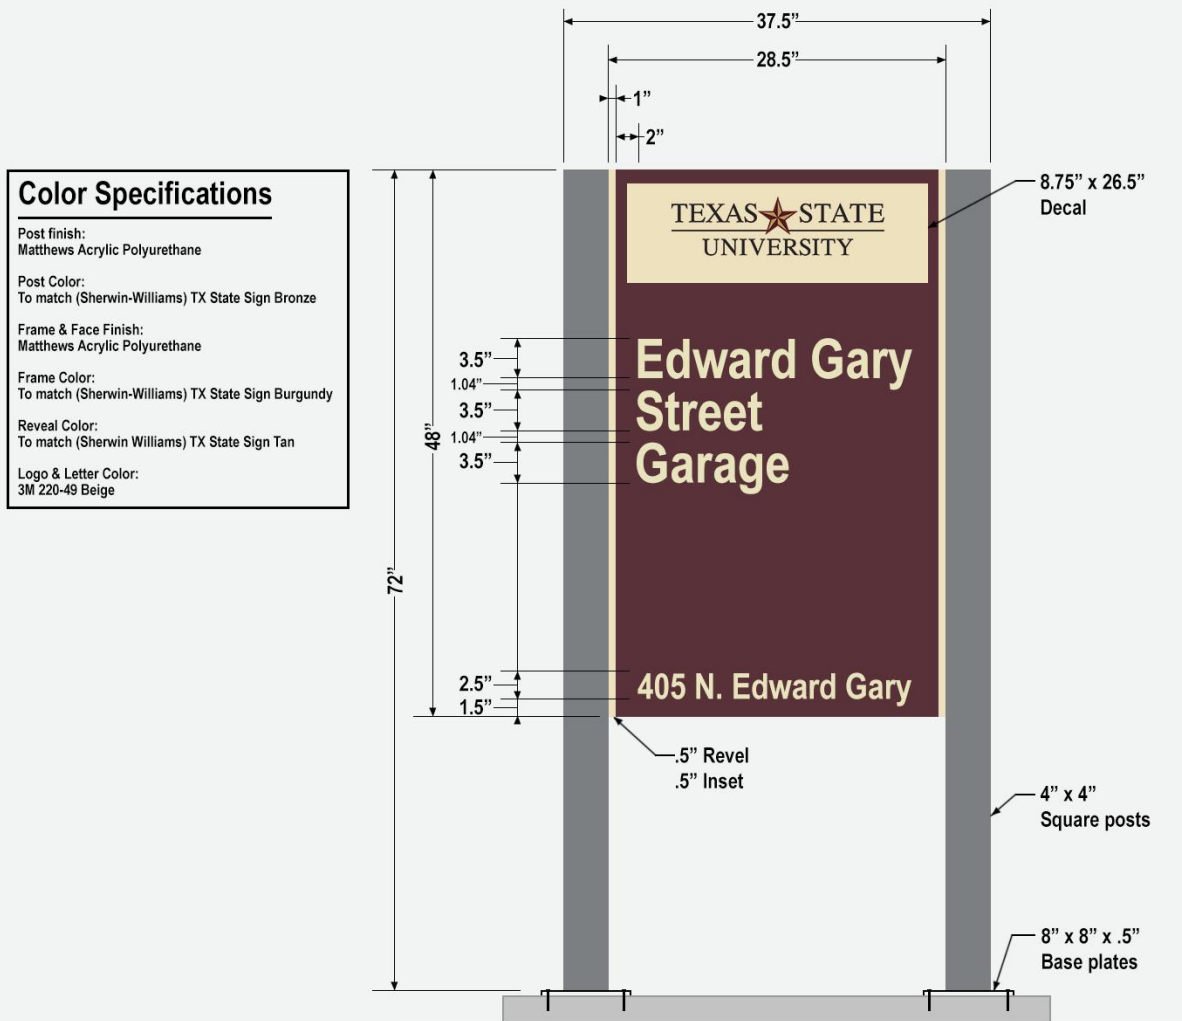 37.5”
28.5”
1”
2”
Color Specifications
Post finish:
Matthews Acrylic Polyurethane
Post Color:
To match (Sherwin-Williams) TX State Sign Bronze
Frame & Face Finish:
Matthews Acrylic Polyurethane
Frame Color:
To match (Sherwin-Williams) TX State Sign Burgundy
Reveal Color:
To match (Sherwin Williams) TX State Sign Tan
Logo & Letter Color:
3M 220-49 Beige
72”
48”
3.5”
1.04”
3.5”
1.04”
3.5”
2.5”
1.5”
TEXAS STATE
UNIVERSITY
Edward Gary
Street
Garage
405 N. Edward Gary
8.75” x 26.5”
Decal
.5” Revel
.5” Inset
4” x 4”
Square posts
8” x 8” x .5”
Base plates